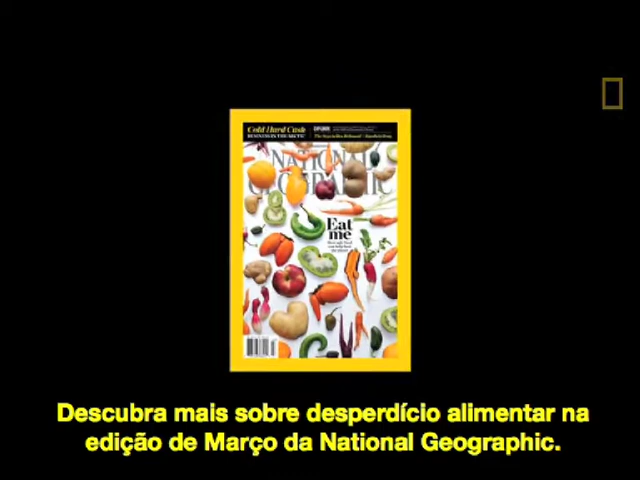 Cold Hard Cash
NATIONAL
GEOGRAPHIC
Eat
me
Descubra mais sobre desperdício alimentar na
edição de Março da National Geographic.